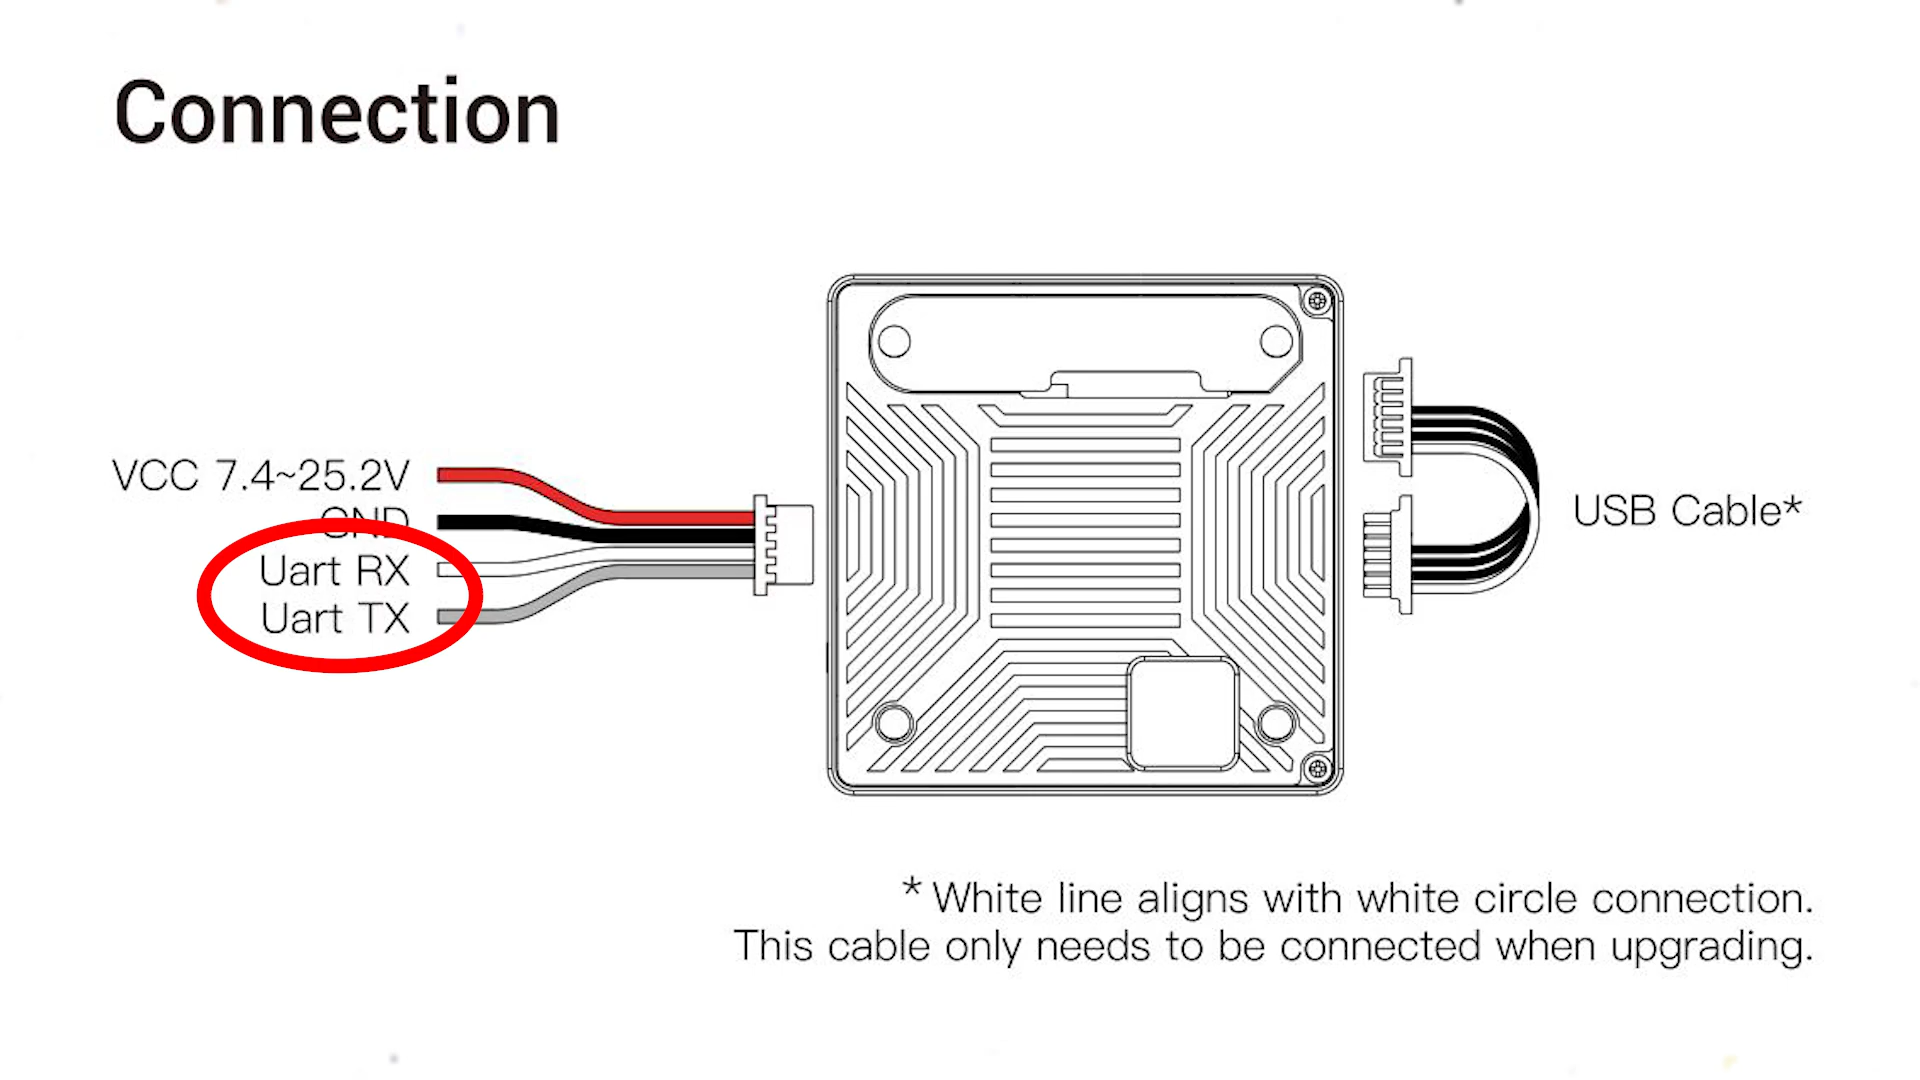 Connection
VCC 7.4~25.2V
GND
Uart RX
Uart TX
USB Cable*
* White line aligns with white circle connection.
This cable only needs to be connected when upgrading.